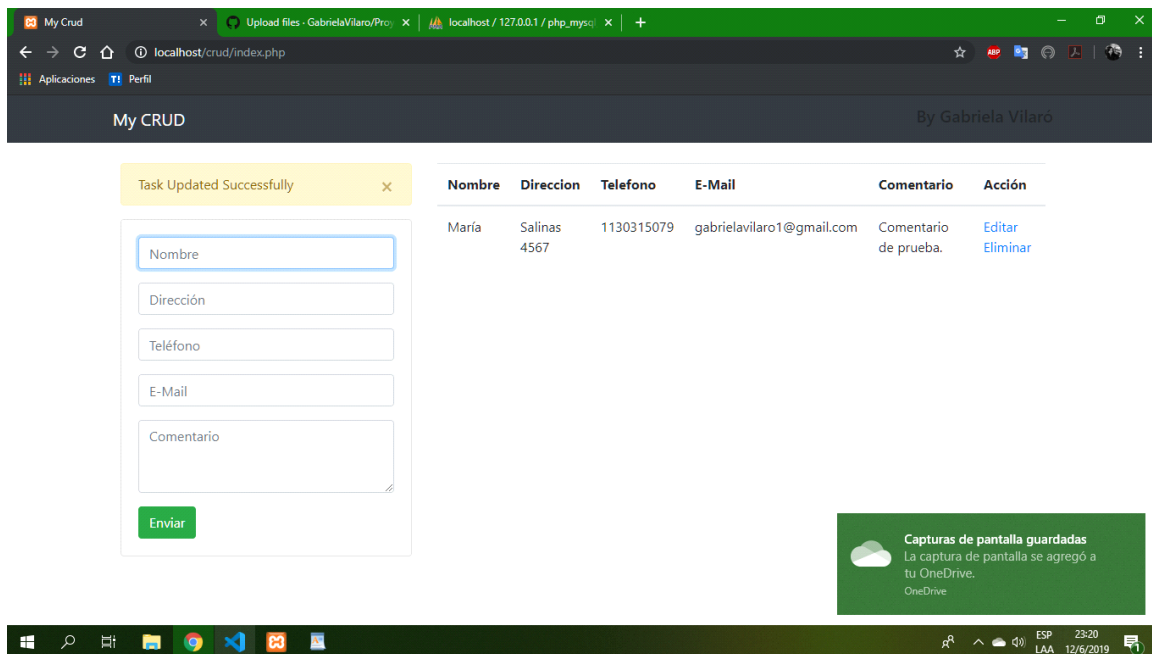 My Crud
Upload files · GabrielaVilaro/Proy
localhost / 127.0.0.1 / php_mysql
localhost/crud/index.php
ABP
Aplicaciones
T!
Perfil
My CRUD
By Gabriela Vilaró
Task Updated Successfully
×
Nombre Direccion Telefono E-Mail Comentario Acción
María Salinas 4567 1130315079 gabrielavilaro1@gmail.com Comentario de prueba. Editar Eliminar
Nombre
Dirección
Teléfono
E-Mail
Comentario
Enviar
Capturas de pantalla guardadas
La captura de pantalla se agregó a
tu OneDrive.
OneDrive
ESP
LAA
23:20
12/6/2019
1